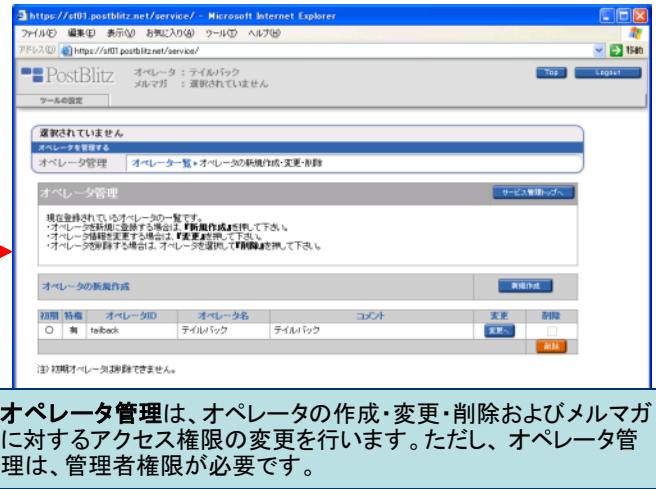 https://sf01.postblitz.net/service/ - Microsoft Internet Explorer
ファイル(F) 編集(E) 表示(V) お気に入り(A) ツール(T) ヘルプ(H)
アドレス(D) https://sf01.postblitz.net/service/ 移動
PostBlitz オペレータ : テイルバック Top Logout
メルマガ : 選択されていません
ツールの設定
選択されていません
オペレータを管理する
オペレータ管理 オペレータ一覧 ▸ オペレータの新規作成・変更・削除
オペレータ管理 サービス管理トップへ
現在登録されているオペレータの一覧です。
・オペレータを新規に登録する場合は、『新規作成』を押して下さい。
・オペレータ情報を変更する場合は、『変更』を押して下さい。
・オペレータを削除する場合は、オペレータを選択して『削除』を押して下さい。
オペレータの新規作成 新規作成
初期 特権 オペレータID オペレータ名 コメント 変更 削除
○ 有 tailback テイルバック テイルバック 変更へ
削除
注) 初期オペレータは削除できません。
オペレータ管理は、オペレータの作成・変更・削除およびメルマガ
に対するアクセス権限の変更を行います。ただし、オペレータ管
理は、管理者権限が必要です。